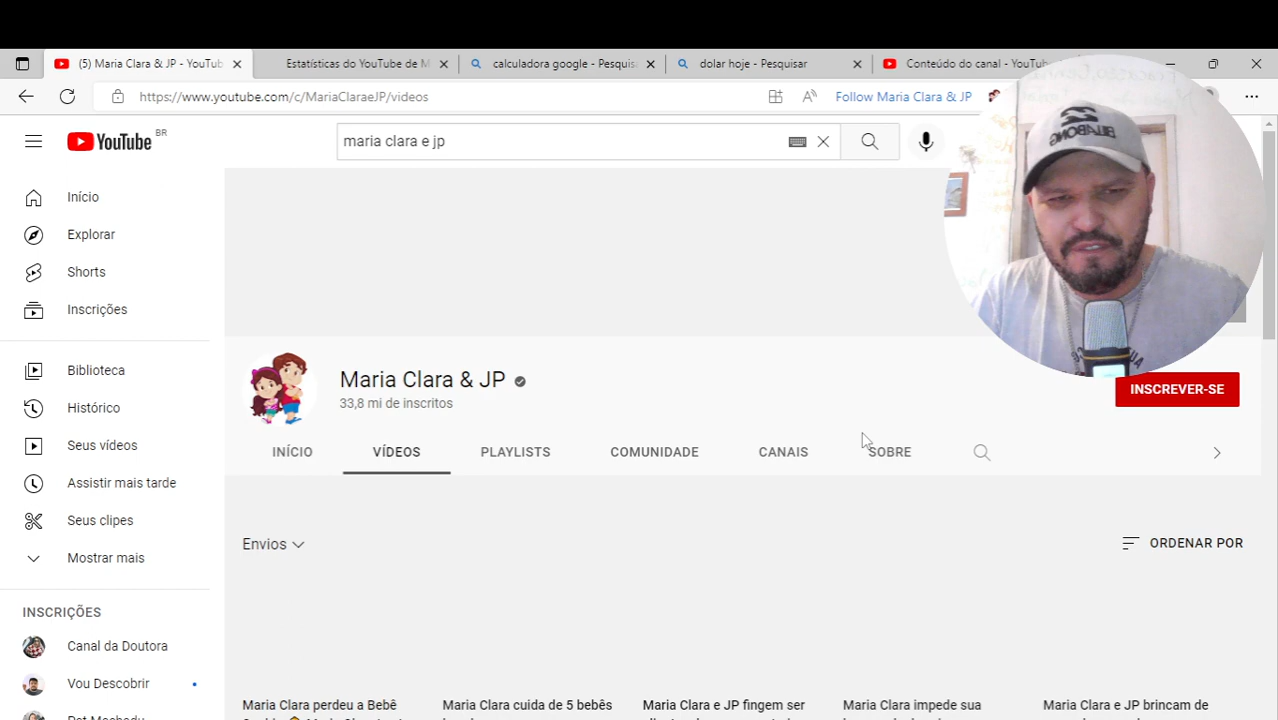 (5) Maria Clara & JP - YouTub
Estatísticas do YouTube de M
calculadora google - Pesquisa
dolar hoje - Pesquisar
Conteúdo do canal - YouTube
https://www.youtube.com/c/MariaClaraeJP/videos
Follow Maria Clara & JP
YouTube BR
maria clara e jp
Início
Explorar
Shorts
Inscrições
Biblioteca
Histórico
Seus vídeos
Assistir mais tarde
Seus clipes
Mostrar mais
INSCRIÇÕES
Canal da Doutora
Vou Descobrir
BILLABONG
Maria Clara & JP
33,8 mi de inscritos
INSCREVER-SE
INÍCIO
VÍDEOS
PLAYLISTS
COMUNIDADE
CANAIS
SOBRE
Envios
ORDENAR POR
Maria Clara perdeu a Bebê
Maria Clara cuida de 5 bebês
Maria Clara e JP fingem ser
Maria Clara impede sua
Maria Clara e JP brincam de